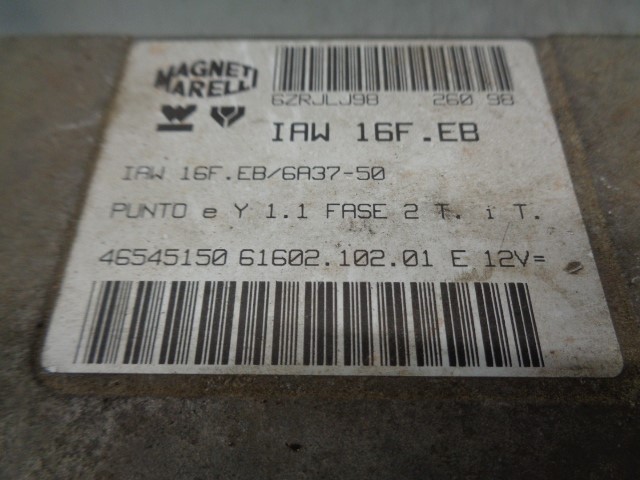 MAGNETI
MARELLI
6ZRJLJ98 260 98
IAW 16F.EB
IAW 16F.EB/6A37-50
PUNTO e Y 1.1 FASE 2 T. i T.
46545150 61602.102.01 E 12V=